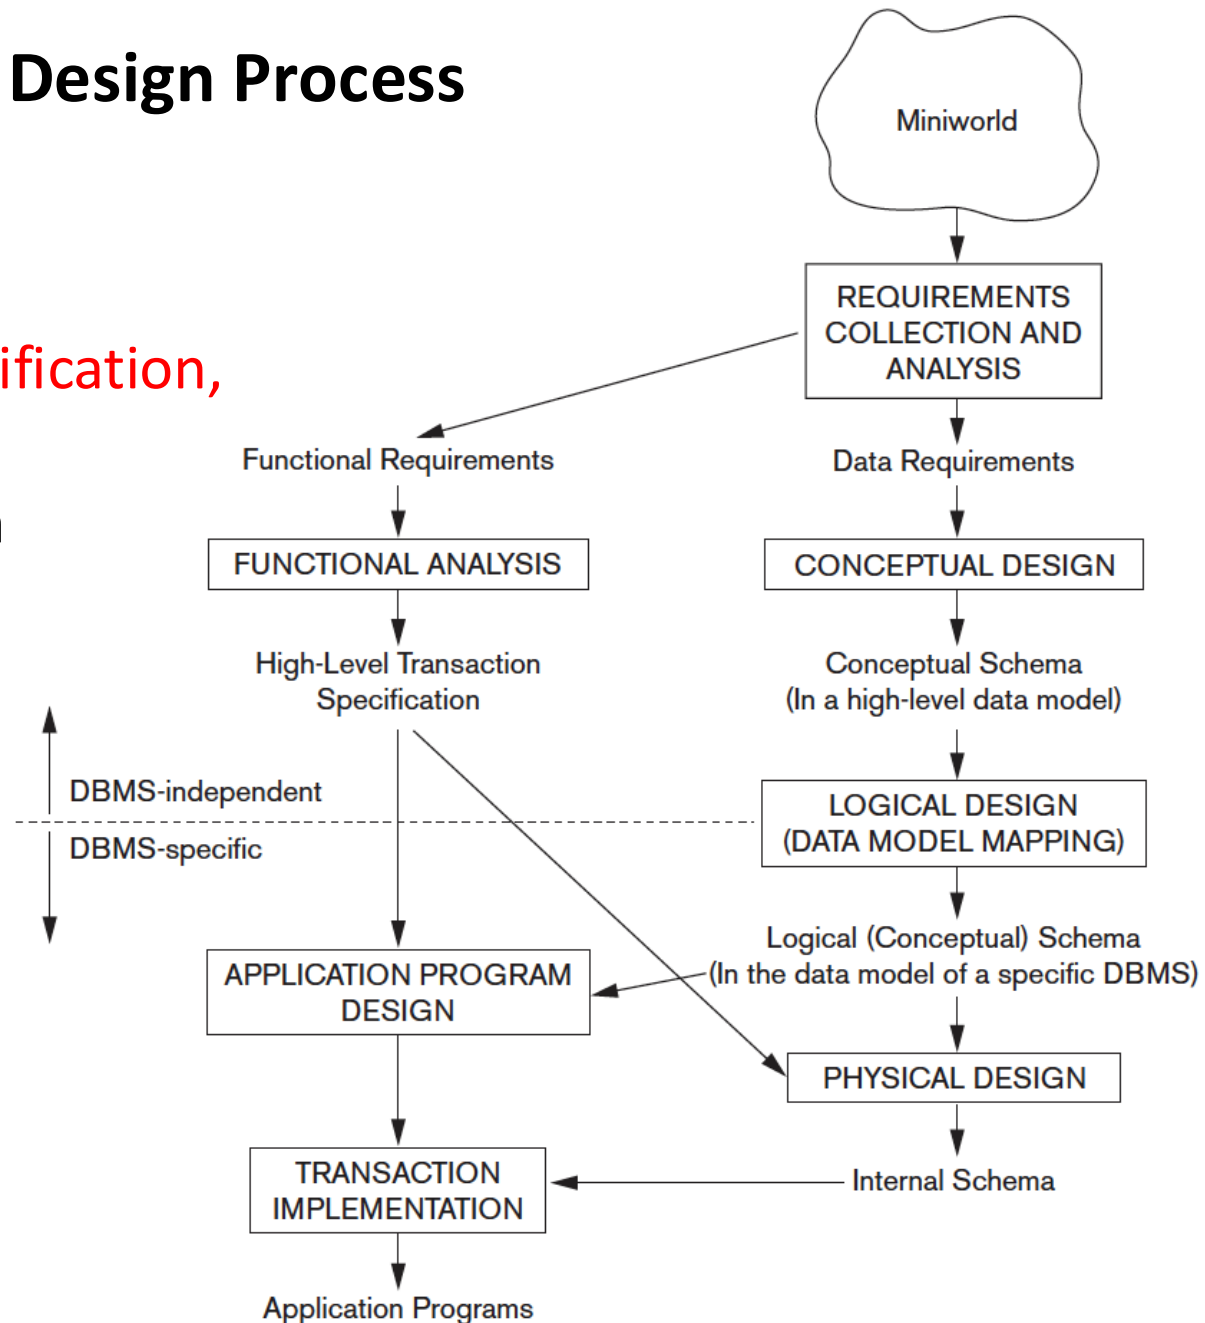 Design Process
Miniworld
REQUIREMENTS
COLLECTION AND
ANALYSIS
ification,
Functional Requirements
Data Requirements
FUNCTIONAL ANALYSIS
CONCEPTUAL DESIGN
High-Level Transaction
Specification
Conceptual Schema
(In a high-level data model)
DBMS-independent
DBMS-specific
LOGICAL DESIGN
(DATA MODEL MAPPING)
Logical (Conceptual) Schema
(In the data model of a specific DBMS)
APPLICATION PROGRAM
DESIGN
PHYSICAL DESIGN
TRANSACTION
IMPLEMENTATION
Internal Schema
Application Programs